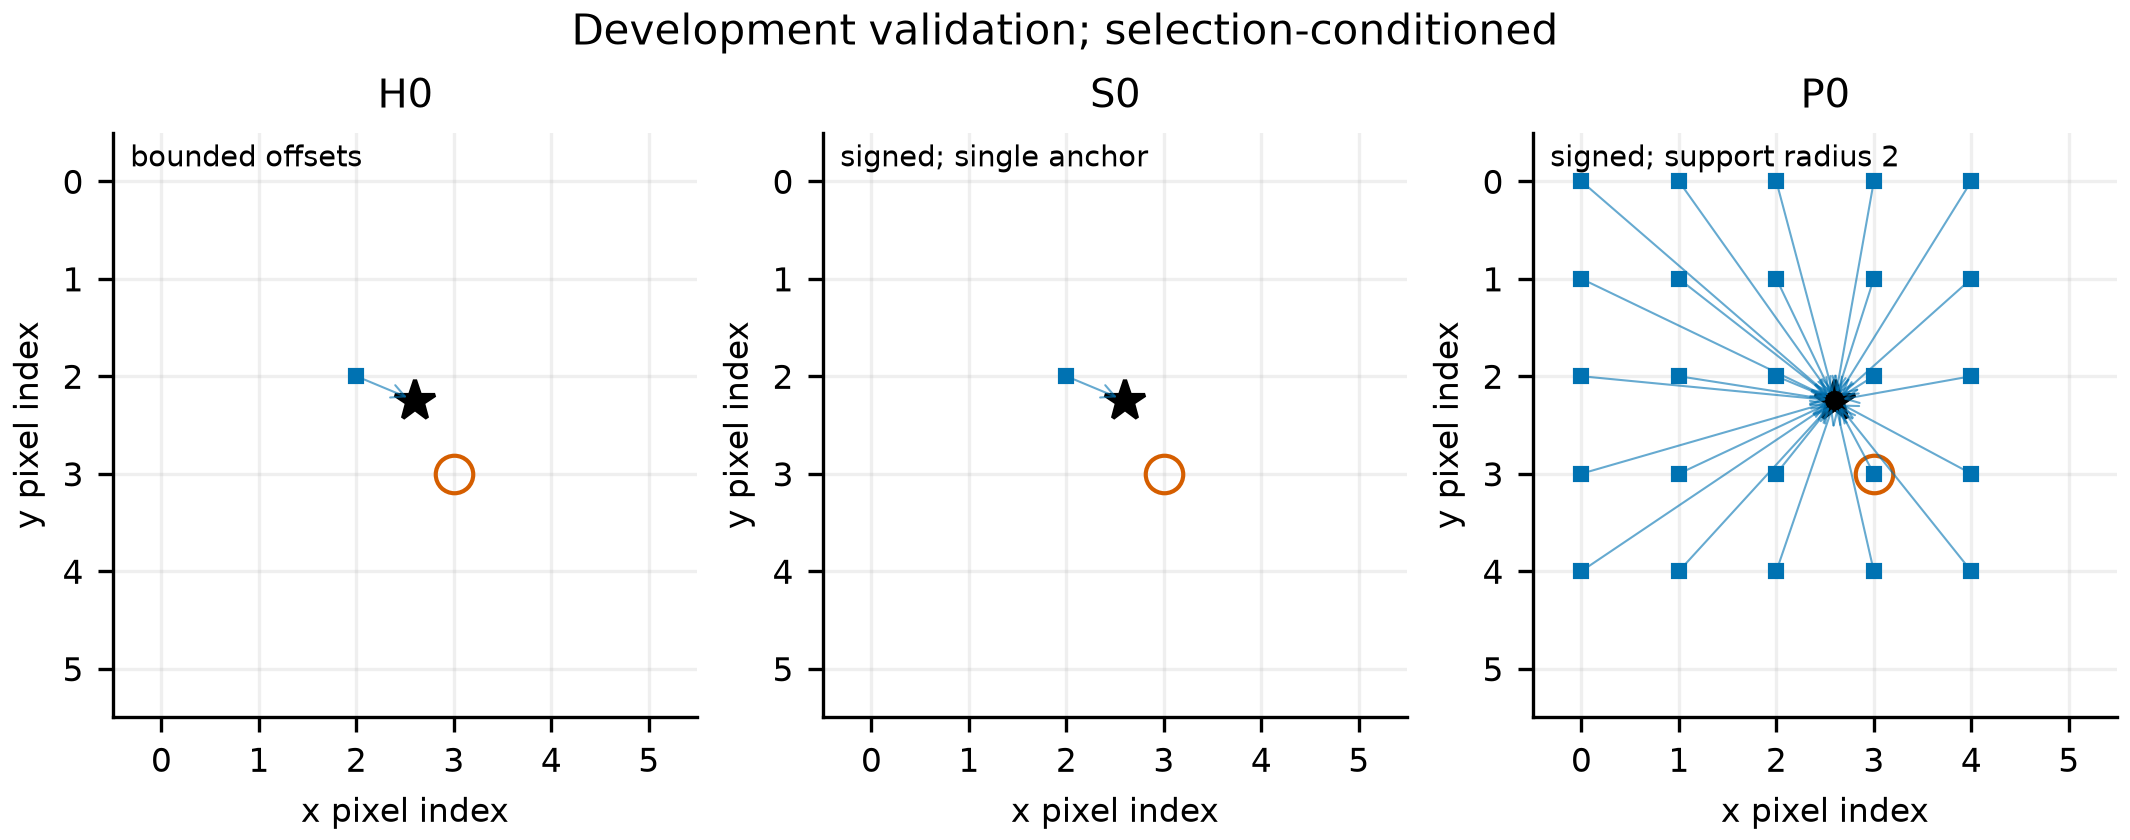 Development validation; selection-conditioned
H0
bounded offsets
0
1
2
3
4
5
y pixel index
0 1 2 3 4 5
x pixel index
S0
signed; single anchor
0
1
2
3
4
5
y pixel index
0 1 2 3 4 5
x pixel index
P0
signed; support radius 2
0
1
2
3
4
5
y pixel index
0 1 2 3 4 5
x pixel index